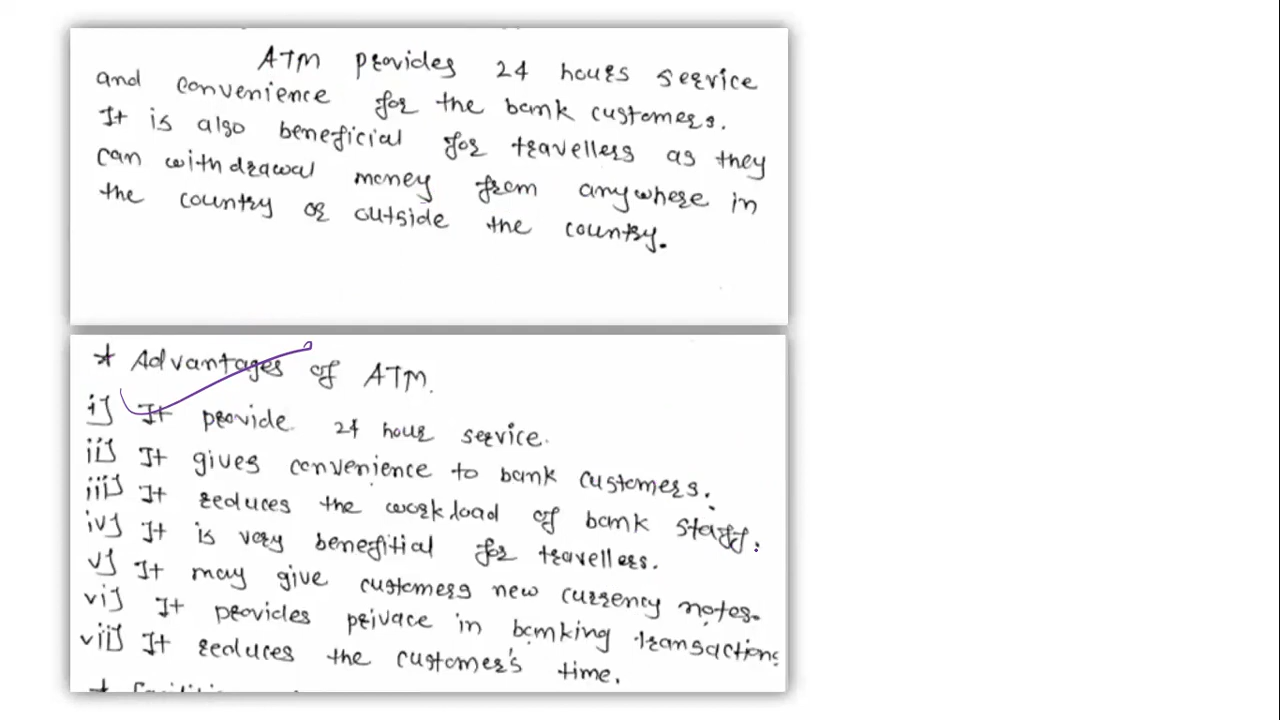 ATM provides 24 hours service
and convenience for the bank customers.
It is also beneficial for travellers as they
can withdrawal money from anywhere in
the country or outside the country.
* Advantages of ATM.
i) It provide 24 hour service.
ii) It gives convenience to bank customers.
iii) It reduces the workload of bank staff.
iv) It is very benefitial for travellers.
v) It may give customers new currency notes.
vi) It provides privace in banking transactions
vii) It reduces the customer's time.